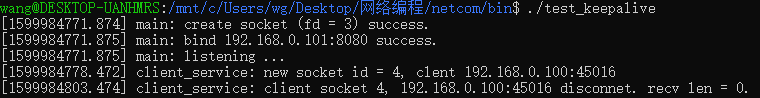 wang@DESKTOP-UANHMRS:/mnt/c/Users/wg/Desktop/网络编程/netcom/bin$ ./test_keepalive
[1599984771.874] main: create socket (fd = 3) success.
[1599984771.875] main: bind 192.168.0.101:8080 success.
[1599984771.875] main: listening ...
[1599984778.472] client_service: new socket id = 4, clent 192.168.0.100:45016
[1599984803.474] client_service: client socket 4, 192.168.0.100:45016 disconnet. recv len = 0.